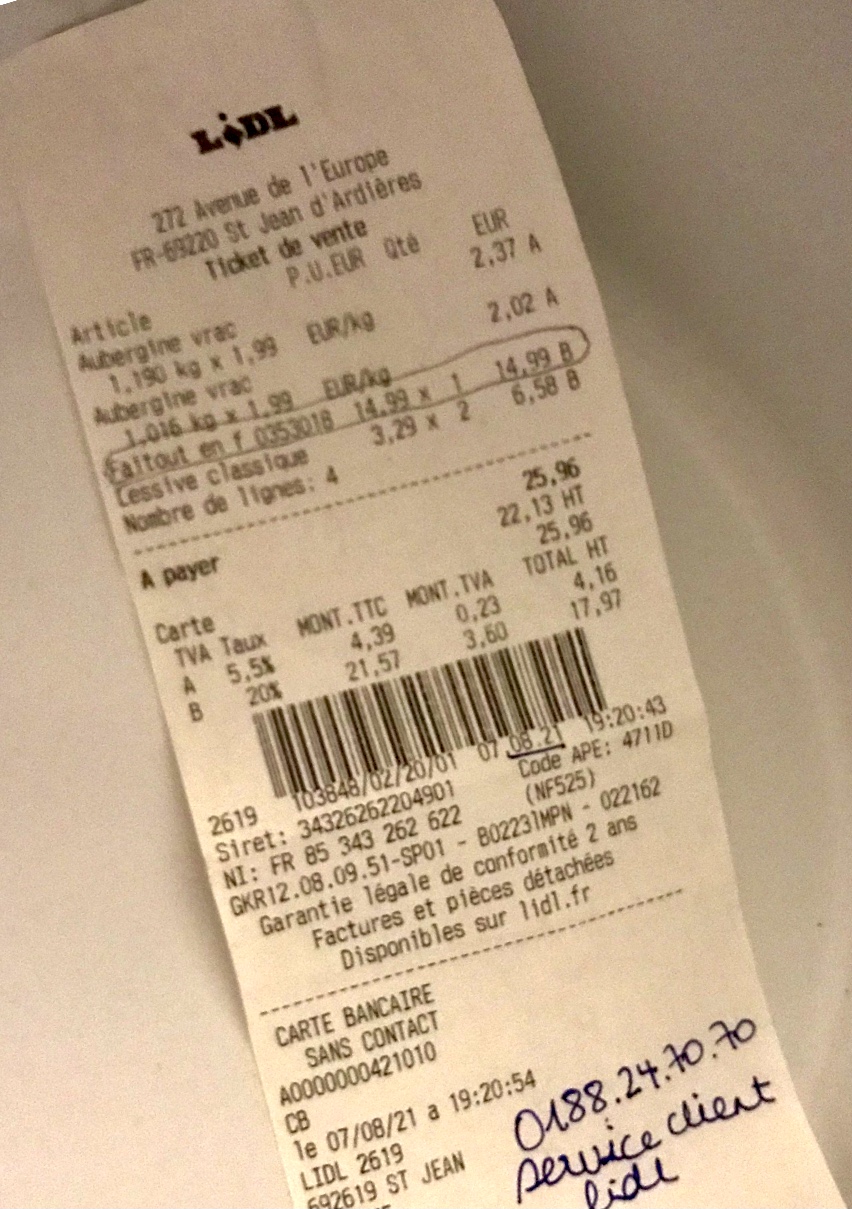 LIDL
272 Avenue de l'Europe
FR-69220 St Jean d'Ardières
Ticket de vente
P.U.EUR Qté EUR
Article
Aubergine vrac 2,37 A
1,190 kg x 1,99 EUR/kg
Aubergine vrac 2,02 A
1,016 kg x 1,99 EUR/kg
Faitout en f 0353018 14,99 x 1 14,99 B
Lessive classique 3,29 x 2 6,58 B
Nombre de lignes: 4
A payer 25,96
22,13 HT
Carte 25,96
TVA Taux MONT.TTC MONT.TVA TOTAL HT
A 5,5% 4,39 0,23 4,16
B 20% 21,57 3,60 17,97
2619 103848/02/20/01 07.08.21 19:20:43
Siret: 34326262204901 Code APE: 4711D
NI: FR 85 343 262 622 (NF525)
GKR12.08.09.51-SP01 - B02231MPN - 022162
Garantie légale de conformité 2 ans
Factures et pièces détachées
Disponibles sur lidl.fr
CARTE BANCAIRE
SANS CONTACT
A0000000421010
CB
le 07/08/21 a 19:20:54
LIDL 2619
692619 ST JEAN
0188.24.70.70
service client
lidl